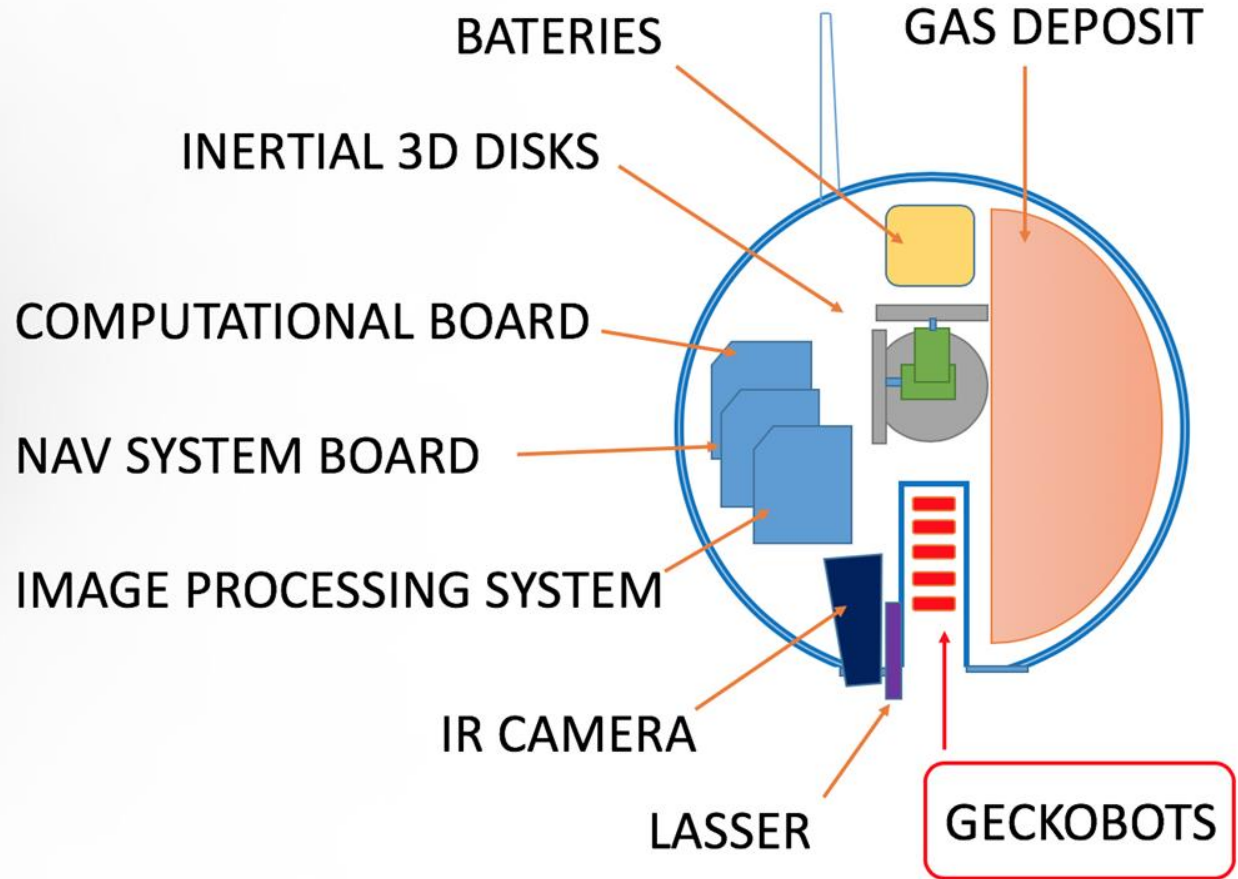 BATERIES
GAS DEPOSIT
INERTIAL 3D DISKS
COMPUTATIONAL BOARD
NAV SYSTEM BOARD
IMAGE PROCESSING SYSTEM
IR CAMERA
LASSER
GECKOBOTS